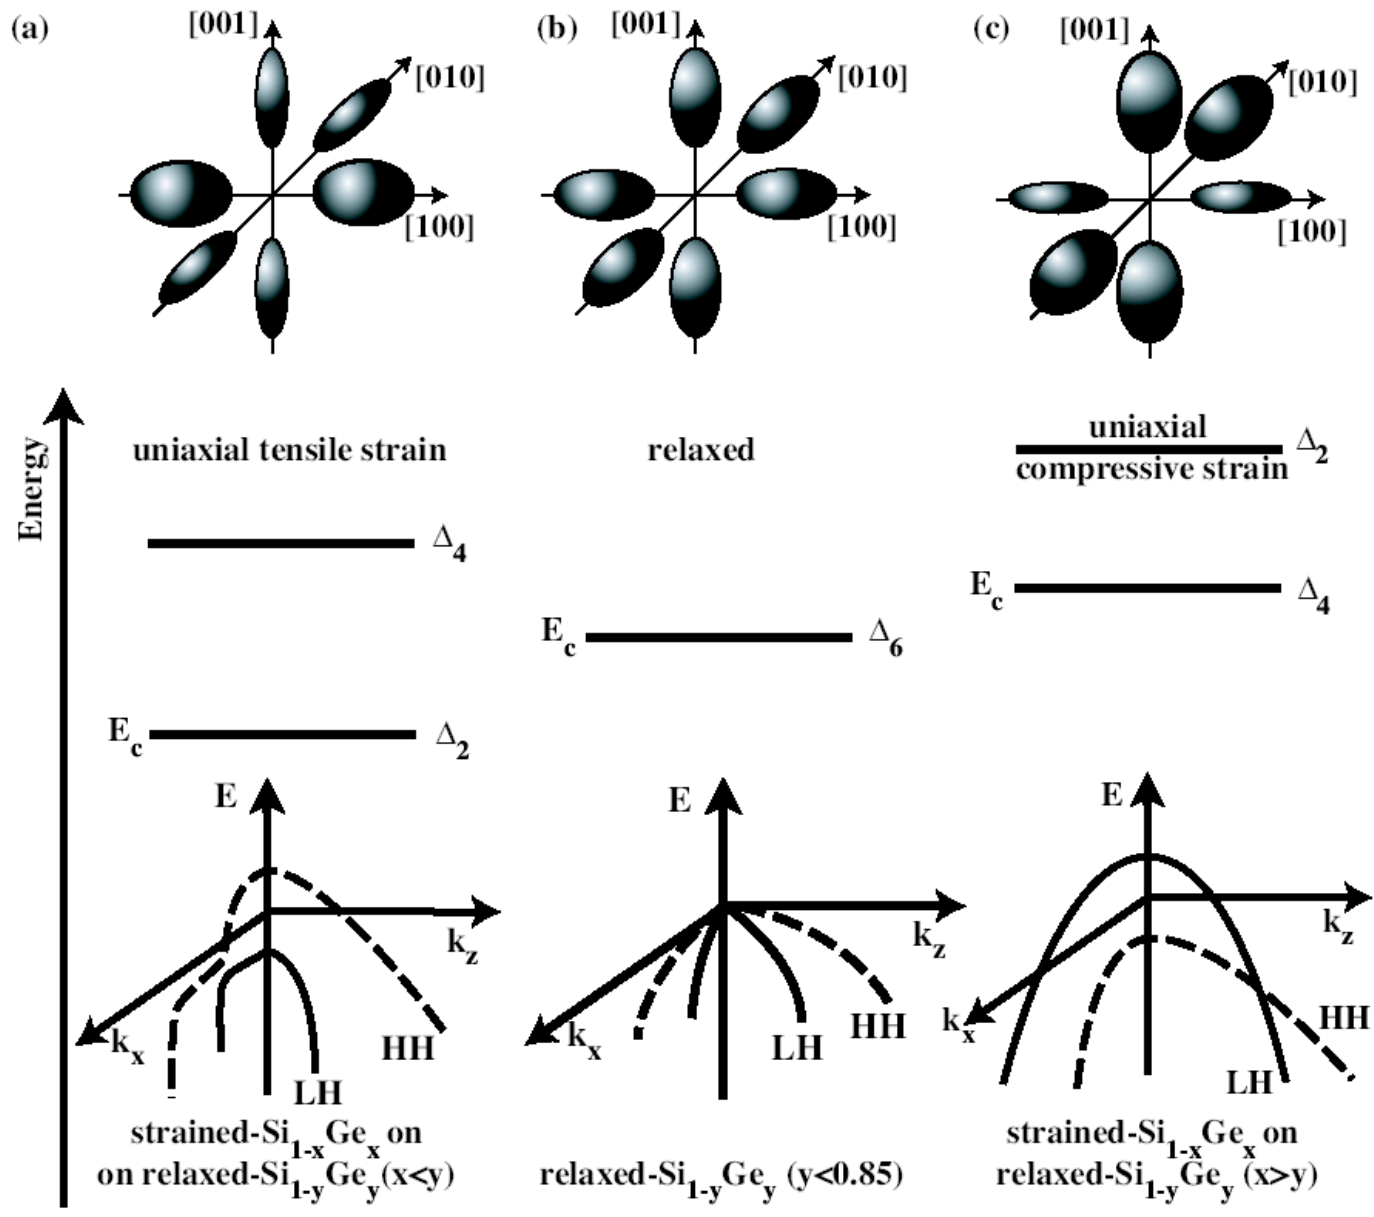 (a)
[001]
[010]
[100]
(b)
[001]
[010]
[100]
(c)
[001]
[010]
[100]
Energy
uniaxial tensile strain
relaxed
uniaxial
compressive strain
Δ2
Δ4
Ec
Δ4
Ec
Δ6
Ec
Δ2
E
kz
kx
HH
LH
E
kz
kx
HH
LH
E
kz
kx
HH
LH
strained-Si1-xGex on
on relaxed-Si1-yGey(x<y)
relaxed-Si1-yGey (y<0.85)
strained-Si1-xGex on
relaxed-Si1-yGey (x>y)